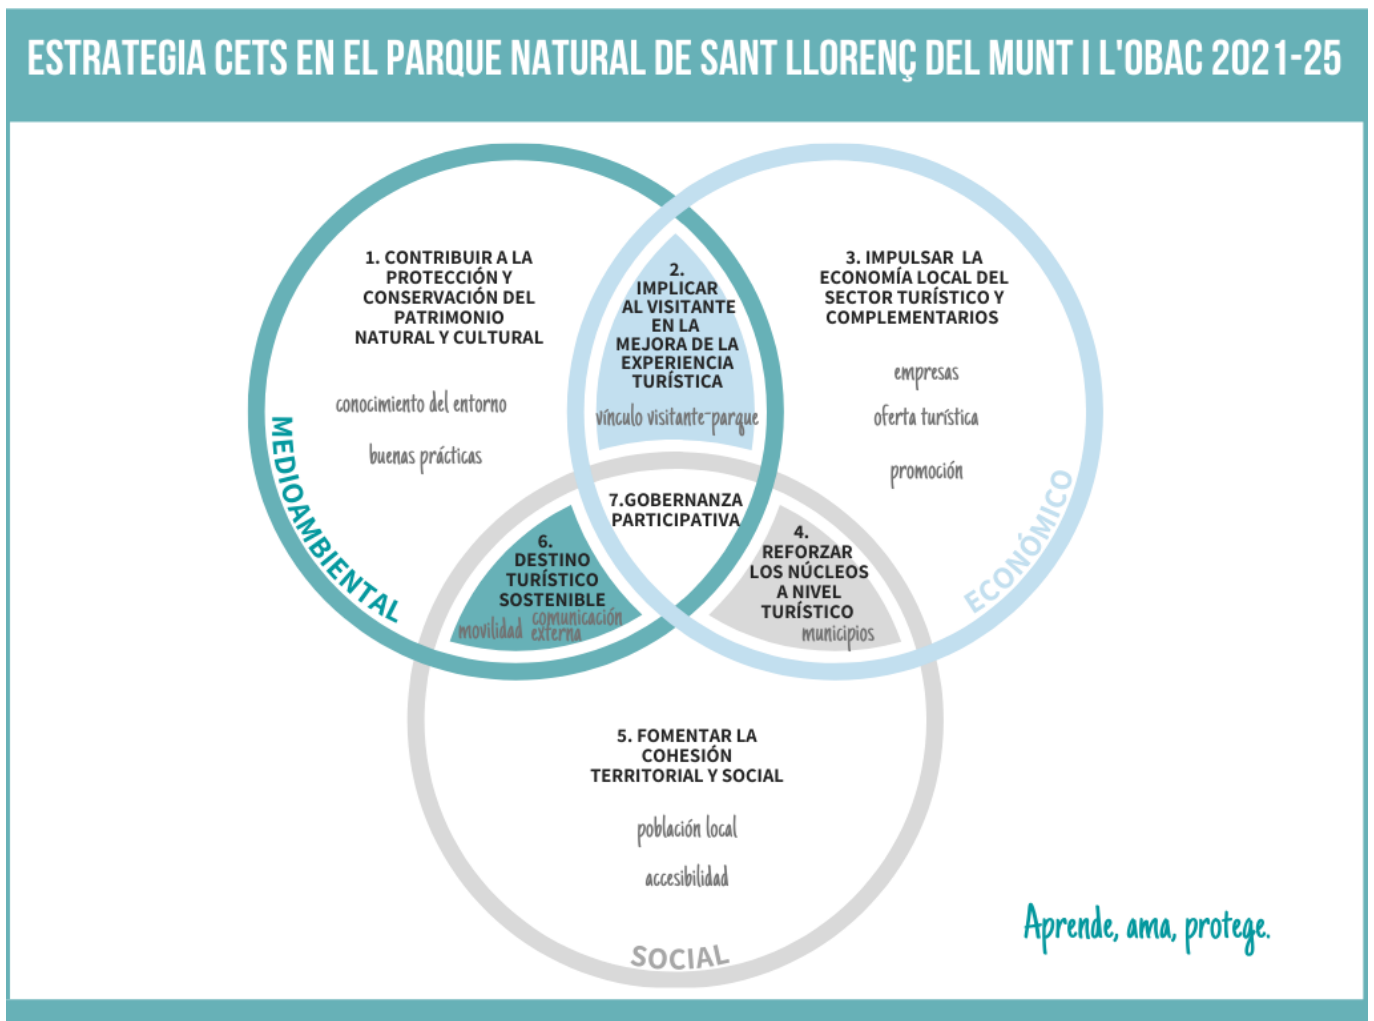 ESTRATEGIA CETS EN EL PARQUE NATURAL DE SANT LLORENÇ DEL MUNT I L'OBAC 2021-25
1. CONTRIBUIR A LA
PROTECCIÓN Y
CONSERVACIÓN DEL
PATRIMONIO
NATURAL Y CULTURAL
conocimiento del entorno
buenas prácticas
MEDIOAMBIENTAL
2.
IMPLICAR
AL VISITANTE
EN LA
MEJORA DE LA
EXPERIENCIA
TURÍSTICA
vínculo visitante-parque
3. IMPULSAR LA
ECONOMÍA LOCAL DEL
SECTOR TURÍSTICO Y
COMPLEMENTARIOS
empresas
oferta turística
promoción
ECONÓMICO
7.GOBERNANZA
PARTICIPATIVA
6.
DESTINO
TURÍSTICO
SOSTENIBLE
movilidad
comunicación
externa
4.
REFORZAR
LOS NÚCLEOS
A NIVEL
TURÍSTICO
municipios
5. FOMENTAR LA
COHESIÓN
TERRITORIAL Y SOCIAL
población local
accesibilidad
SOCIAL
Aprende, ama, protege.